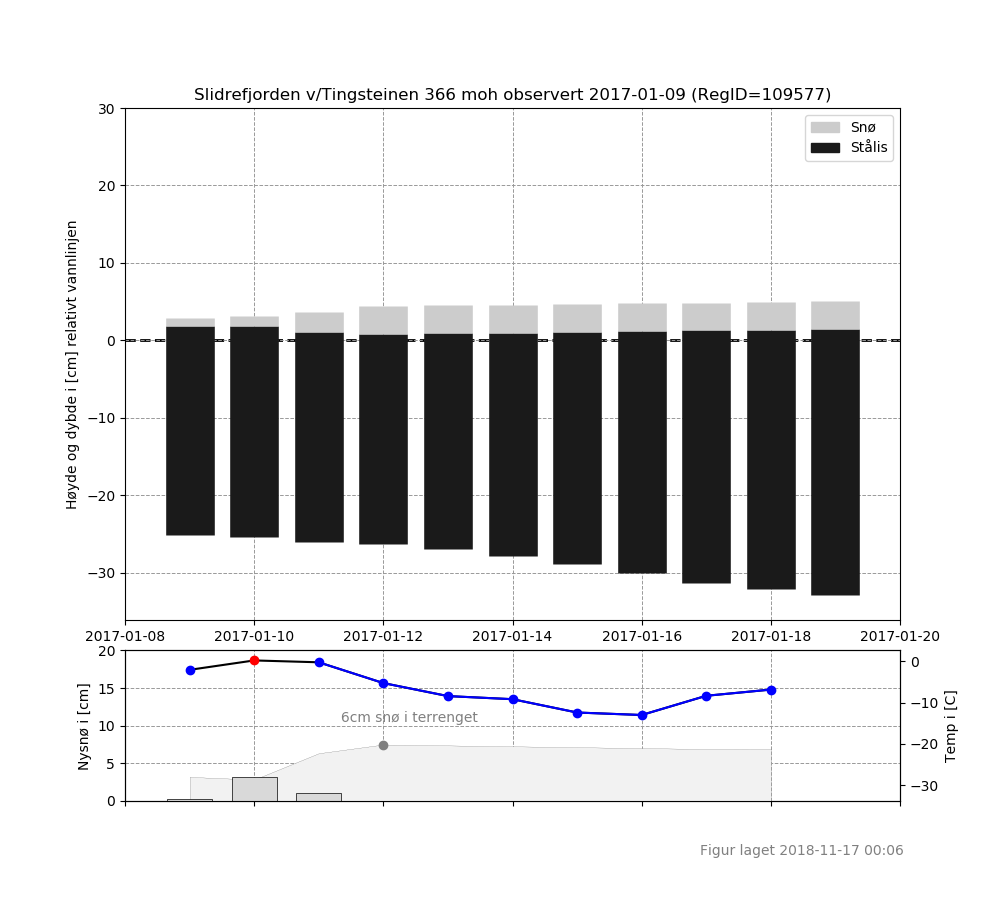 Slidrefjorden v/Tingsteinen 366 moh observert 2017-01-09 (RegID=109577)
Snø
Stålis
Høyde og dybde i [cm] relativt vannlinjen
30
20
10
0
−10
−20
−30
2017-01-08 2017-01-10 2017-01-12 2017-01-14 2017-01-16 2017-01-18 2017-01-20
Nysnø i [cm]
20
15
10
5
0
6cm snø i terrenget
0
−10
−20
−30
Temp i [C]
Figur laget 2018-11-17 00:06